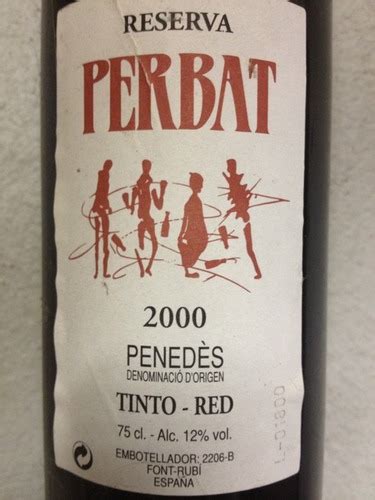 RESERVA
PERBAT
2000
PENEDÈS
DENOMINACIÓ D'ORIGEN
TINTO - RED
75 cl. - Alc. 12% vol.
EMBOTELLADOR: 2206-B
FONT-RUBÍ
ESPAÑA